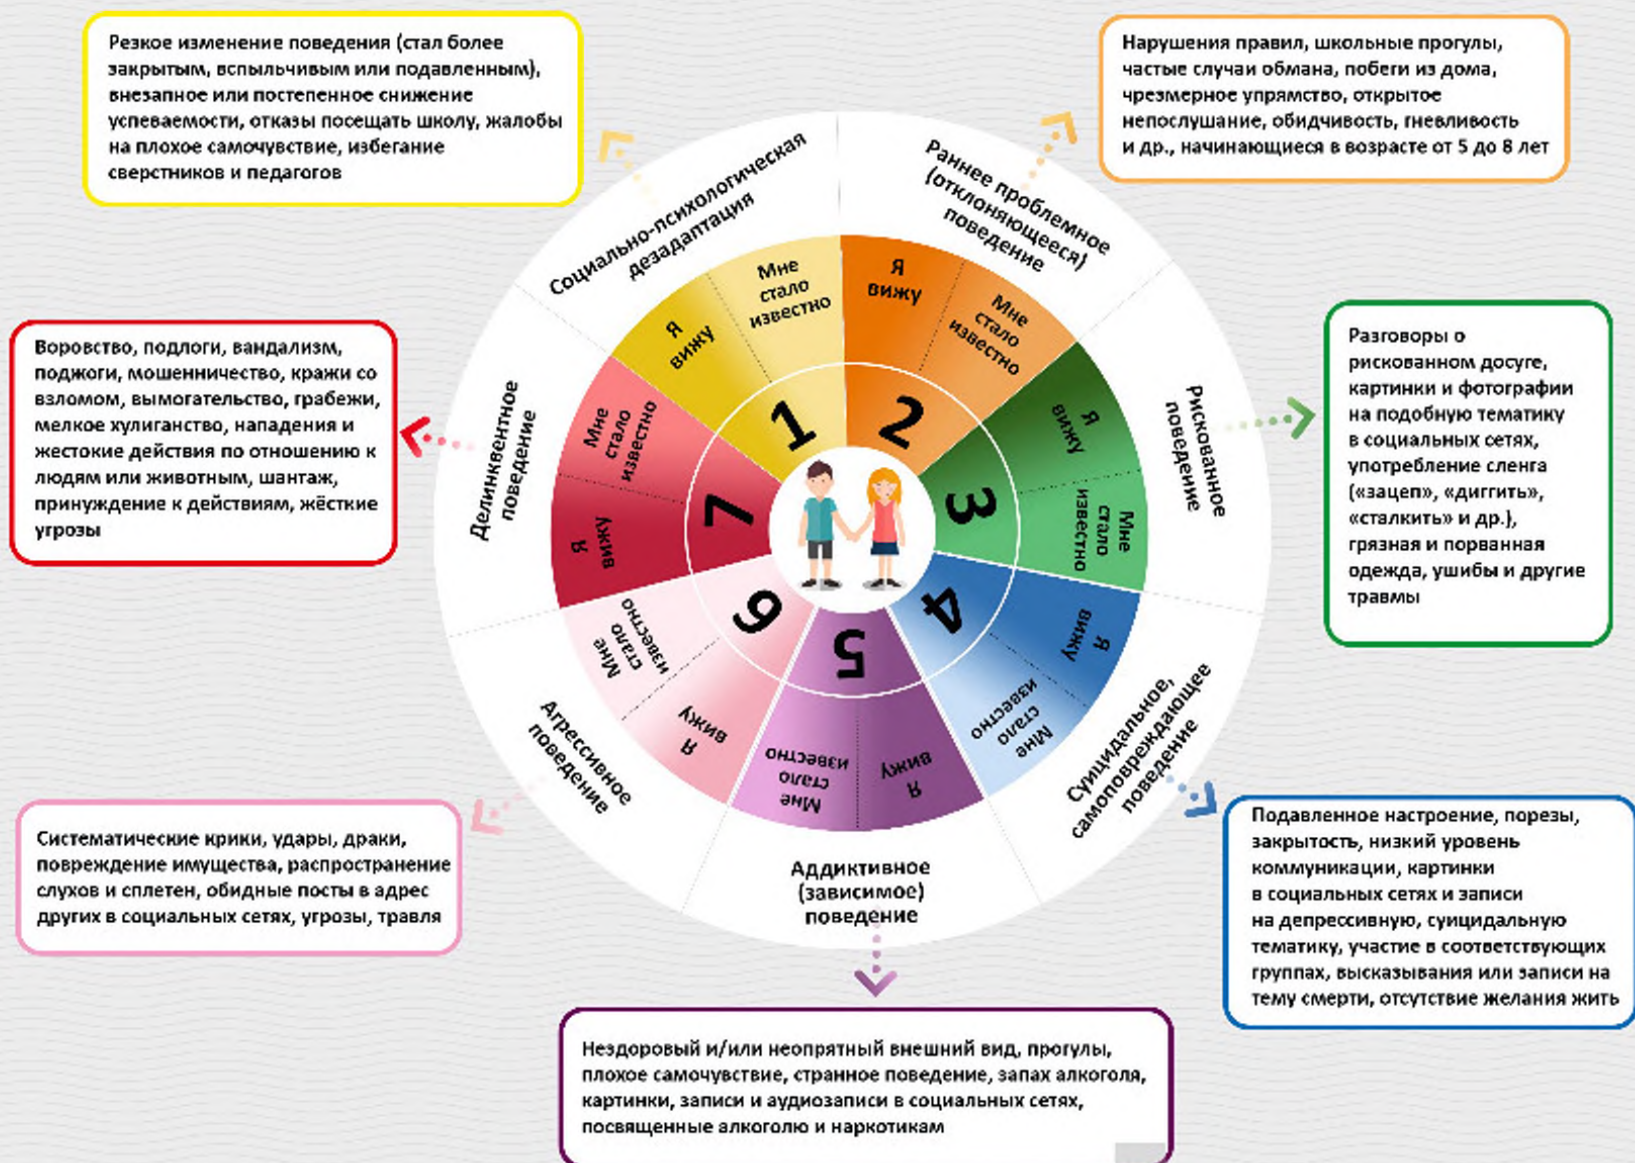 Резкое изменение поведения (стал более
закрытым, вспыльчивым или подавленным),
внезапное или постепенное снижение
успеваемости, отказы посещать школу, жалобы
на плохое самочувствие, избегание
сверстников и педагогов
Нарушения правил, школьные прогулы,
частые случаи обмана, побеги из дома,
чрезмерное упрямство, открытое
непослушание, обидчивость, гневливость
и др., начинающиеся в возрасте от 5 до 8 лет
Социально-психологическая
дезадаптация
Я
вижу
Мне
стало
известно
1
Раннее проблемное
(отклоняющееся)
поведение
Я
вижу
Мне
стало
известно
2
Рискованное
поведение
Я
вижу
Мне
стало
известно
3
Разговоры о
рискованном досуге,
картинки и фотографии
на подобную тематику
в социальных сетях,
употребление сленга
(«зацеп», «диггить»,
«сталкить» и др.),
грязная и порванная
одежда, ушибы и другие
травмы
Суицидальное,
самоповреждающее
поведение
Я
вижу
Мне
стало
известно
4
Подавленное настроение, порезы,
закрытость, низкий уровень
коммуникации, картинки
в социальных сетях и записи
на депрессивную, суицидальную
тематику, участие в соответствующих
группах, высказывания или записи на
тему смерти, отсутствие желания жить
5
Я
вижу
Мне
стало
известно
Аддиктивное
(зависимое)
поведение
Нездоровый и/или неопрятный внешний вид, прогулы,
плохое самочувствие, странное поведение, запах алкоголя,
картинки, записи и аудиозаписи в социальных сетях,
посвященные алкоголю и наркотикам
6
Я
вижу
Мне
стало
известно
Агрессивное
поведение
Систематические крики, удары, драки,
повреждение имущества, распространение
слухов и сплетен, обидные посты в адрес
других в социальных сетях, угрозы, травля
7
Я
вижу
Мне
стало
известно
Делинквентное
поведение
Воровство, подлоги, вандализм,
поджоги, мошенничество, кражи со
взломом, вымогательство, грабежи,
мелкое хулиганство, нападения и
жестокие действия по отношению к
людям или животным, шантаж,
принуждение к действиям, жёсткие
угрозы